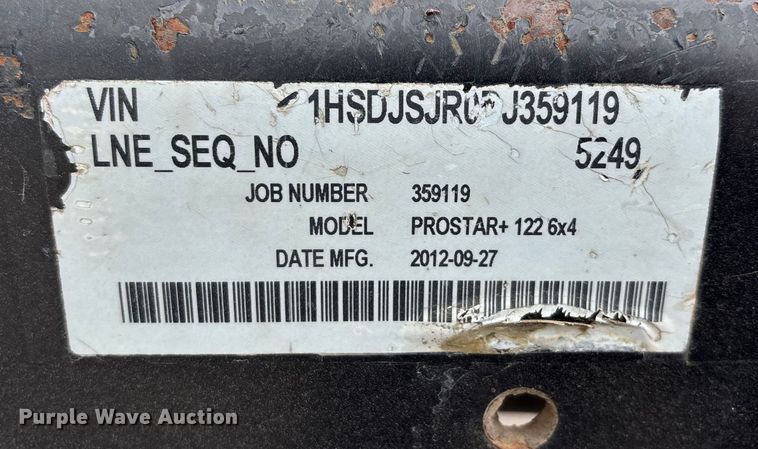 VIN
LNE_SEQ_NO 5249
JOB NUMBER 359119
MODEL PROSTAR+ 122 6x4
DATE MFG. 2012-09-27
Purple Wave Auction